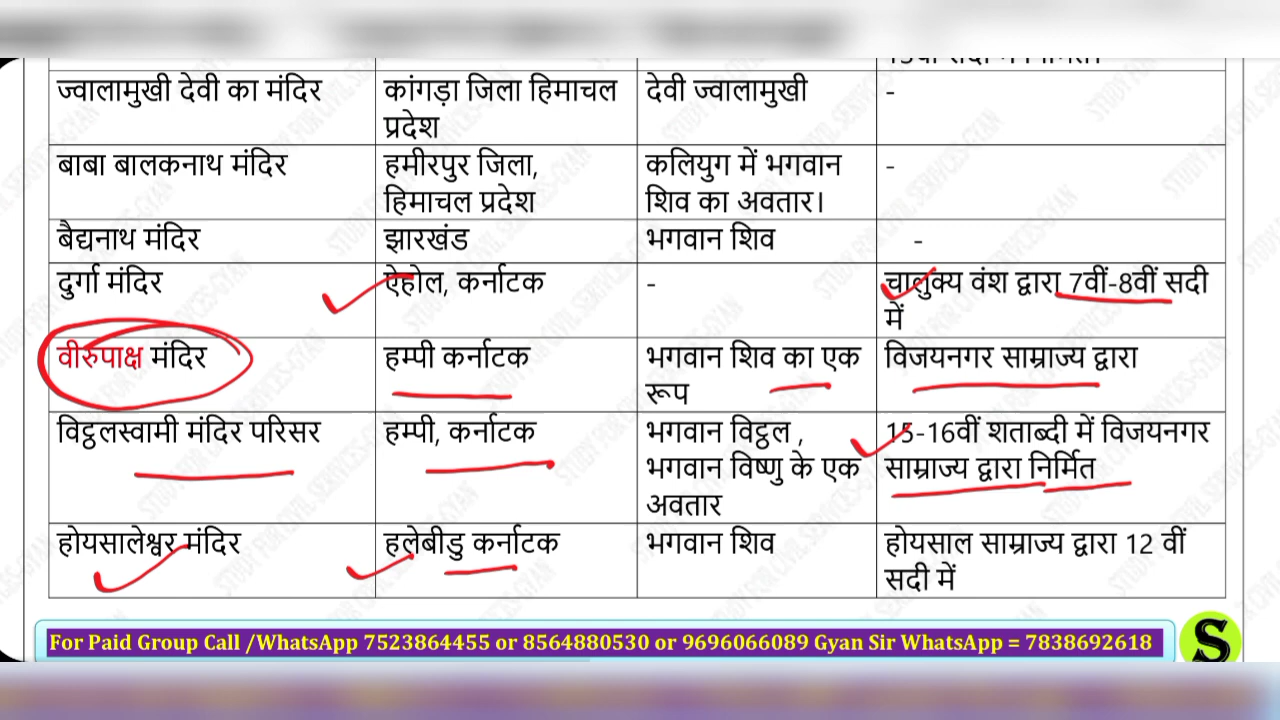 ज्वालामुखी देवी का मंदिर
कांगड़ा जिला हिमाचल
प्रदेश
देवी ज्वालामुखी
-
बाबा बालकनाथ मंदिर
हमीरपुर जिला,
हिमाचल प्रदेश
कलियुग में भगवान
शिव का अवतार।
-
बैद्यनाथ मंदिर
झारखंड
भगवान शिव
-
दुर्गा मंदिर
ऐहोल, कर्नाटक
-
चालुक्य वंश द्वारा 7वीं-8वीं सदी
में
वीरुपाक्ष मंदिर
हम्पी कर्नाटक
भगवान शिव का एक
रूप
विजयनगर साम्राज्य द्वारा
विट्ठलस्वामी मंदिर परिसर
हम्पी, कर्नाटक
भगवान विट्ठल ,
भगवान विष्णु के एक
अवतार
15-16वीं शताब्दी में विजयनगर
साम्राज्य द्वारा निर्मित
होयसालेश्वर मंदिर
हलेबीडु कर्नाटक
भगवान शिव
होयसाल साम्राज्य द्वारा 12 वीं
सदी में
For Paid Group Call /WhatsApp 7523864455 or 8564880530 or 9696066089 Gyan Sir WhatsApp = 7838692618
S